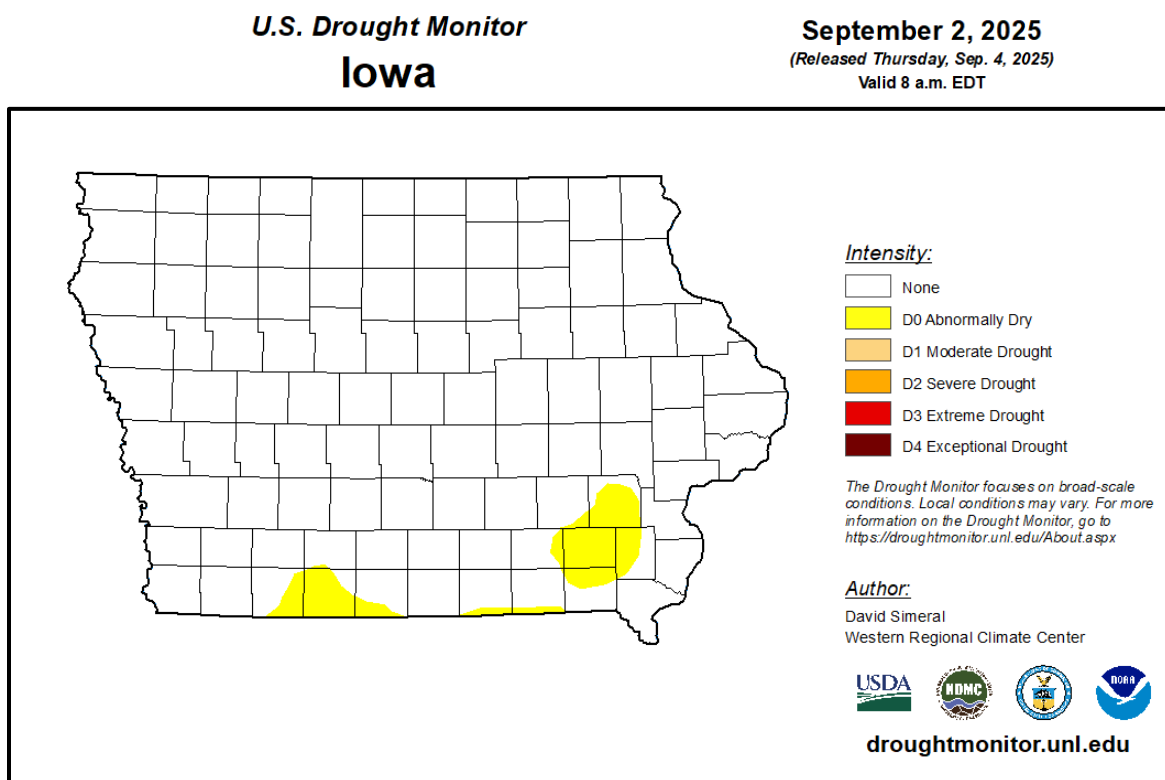 U.S. Drought Monitor
Iowa
September 2, 2025
(Released Thursday, Sep. 4, 2025)
Valid 8 a.m. EDT
Intensity:
None
D0 Abnormally Dry
D1 Moderate Drought
D2 Severe Drought
D3 Extreme Drought
D4 Exceptional Drought
The Drought Monitor focuses on broad-scale
conditions. Local conditions may vary. For more
information on the Drought Monitor, go to
https://droughtmonitor.unl.edu/About.aspx
Author:
David Simeral
Western Regional Climate Center
USDA
NDMC
NOAA
droughtmonitor.unl.edu